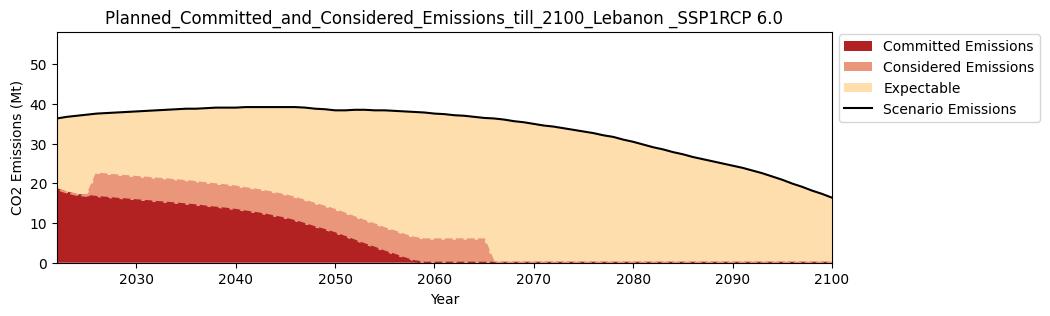 Planned_Committed_and_Considered_Emissions_till_2100_Lebanon _SSP1RCP 6.0
CO2 Emissions (Mt)
50
40
30
20
10
0
2030 2040 2050 2060 2070 2080 2090 2100
Year
Committed Emissions
Considered Emissions
Expectable
Scenario Emissions